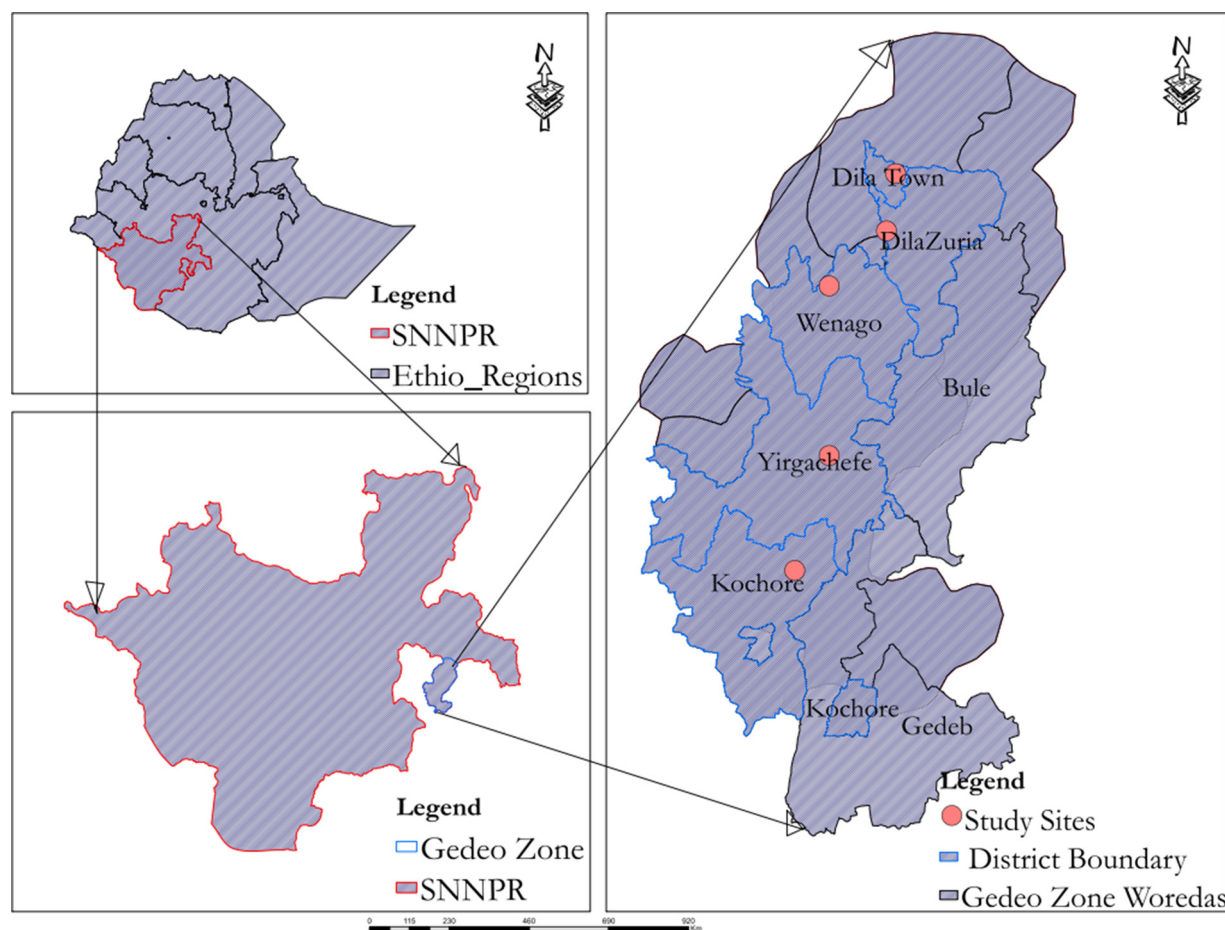 N
Legend
SNNPR
Ethio_Regions
N
Dila Town
DilaZuria
Wenago
Bule
Yirgachefe
Kochore
Kochore
Gedeb
Legend
Study Sites
District Boundary
Gedeo Zone Woredas
Legend
Gedeo Zone
SNNPR
0 115 230 460 690 920
Km.